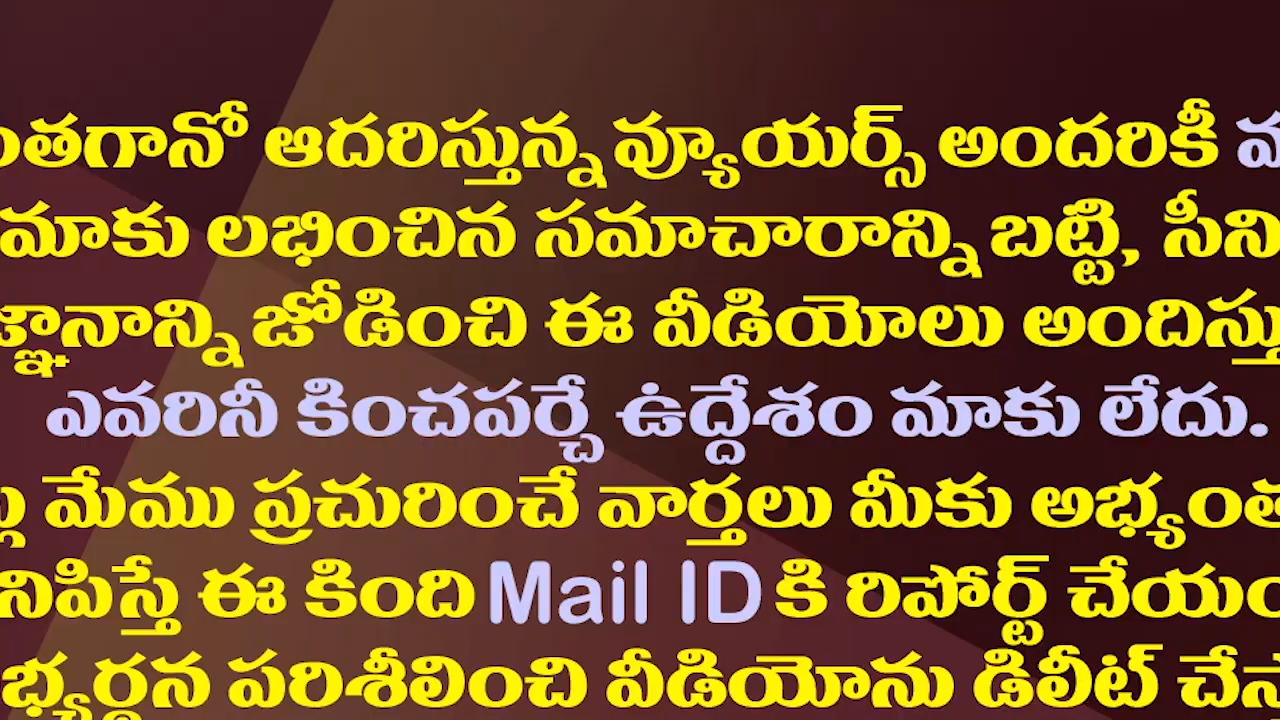 ంతగానో ఆదరిస్తున్న వ్యూయర్స్ అందరికీ
మాకు లభించిన సమాచారాన్ని బట్టి, సీని
జ్ఞానాన్ని జోడించి ఈ వీడియోలు అందిస్తు
ఎవరినీ కించపర్చే ఉద్దేశం మాకు లేదు.
మేము ప్రచురించే వార్తలు మీకు అభ్యంత
నిపిస్తే ఈ కింది Mail ID కి రిపోర్ట్ చేయం
భ్యర్థన పరిశీలించి వీడియోను డిలీట్ చేస